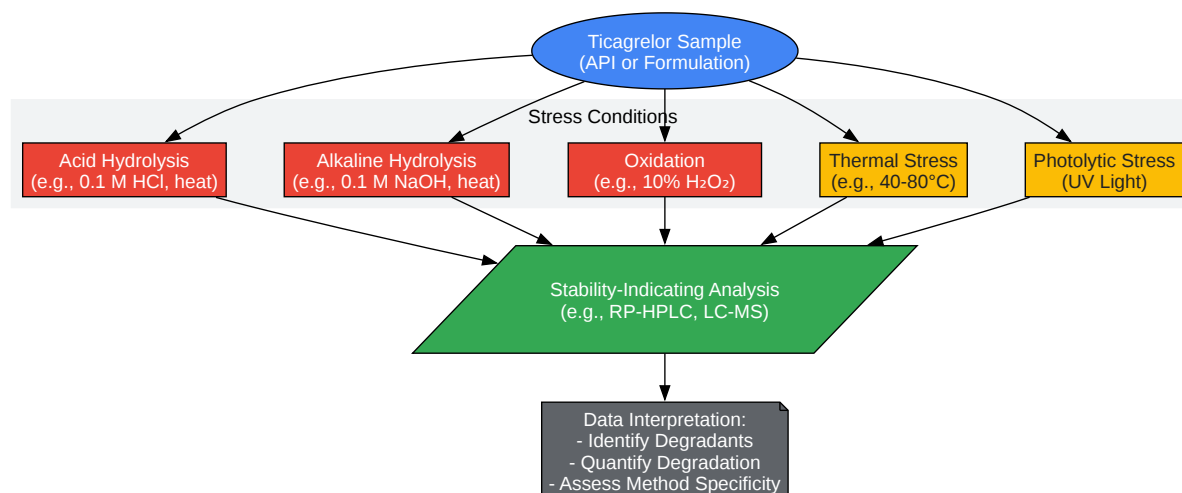 Ticagrelor Sample
(API or Formulation)
Stress Conditions
Acid Hydrolysis
(e.g., 0.1 M HCl, heat)
Alkaline Hydrolysis
(e.g., 0.1 M NaOH, heat)
Oxidation
(e.g., 10% H₂O₂)
Thermal Stress
(e.g., 40-80°C)
Photolytic Stress
(UV Light)
Stability-Indicating Analysis
(e.g., RP-HPLC, LC-MS)
Data Interpretation:
- Identify Degradants
- Quantify Degradation
- Assess Method Specificity